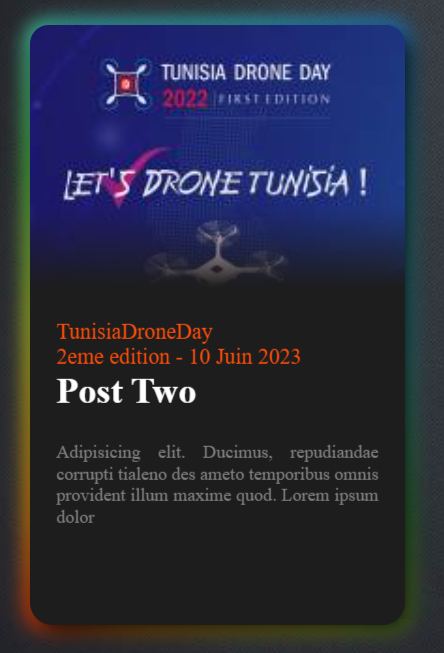 TUNISIA DRONE DAY
2022 | FIRST EDITION
LET'S DRONE TUNISIA !
TunisiaDroneDay
2eme edition - 10 Juin 2023
Post Two
Adipisicing elit. Ducimus, repudiandae
corrupti tialeno des ameto temporibus omnis
provident illum maxime quod. Lorem ipsum
dolor